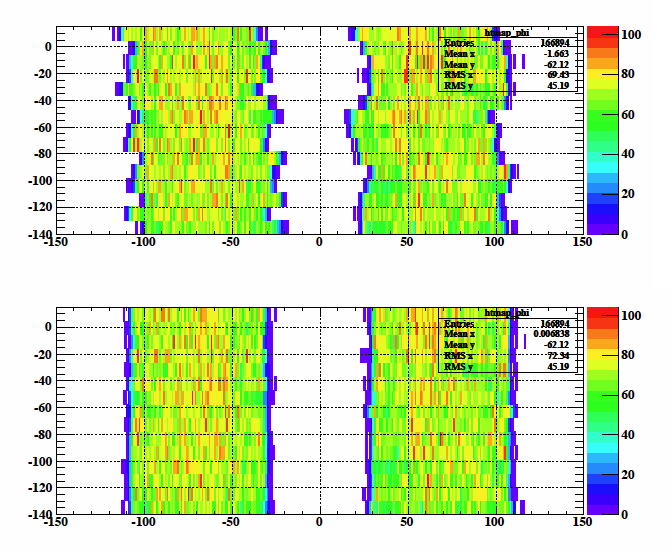 htmap_phi
Entries 166894
Mean x -1.663
Mean y -62.12
RMS x 69.43
RMS y 45.19
0
-20
-40
-60
-80
-100
-120
-140
-150 -100 -50 0 50 100 150
100
80
60
40
20
0
htmap_phi
Entries 166894
Mean x 0.006838
Mean y -62.12
RMS x 72.34
RMS y 45.19
0
-20
-40
-60
-80
-100
-120
-140
-150 -100 -50 0 50 100 150
100
80
60
40
20
0